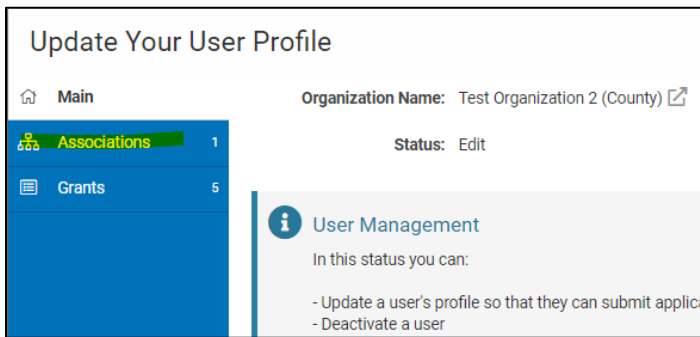 Update Your User Profile
Main
Organization Name: Test Organization 2 (County)
Associations 1
Status: Edit
Grants 5
User Management
In this status you can:
- Update a user's profile so that they can submit
- Deactivate a user